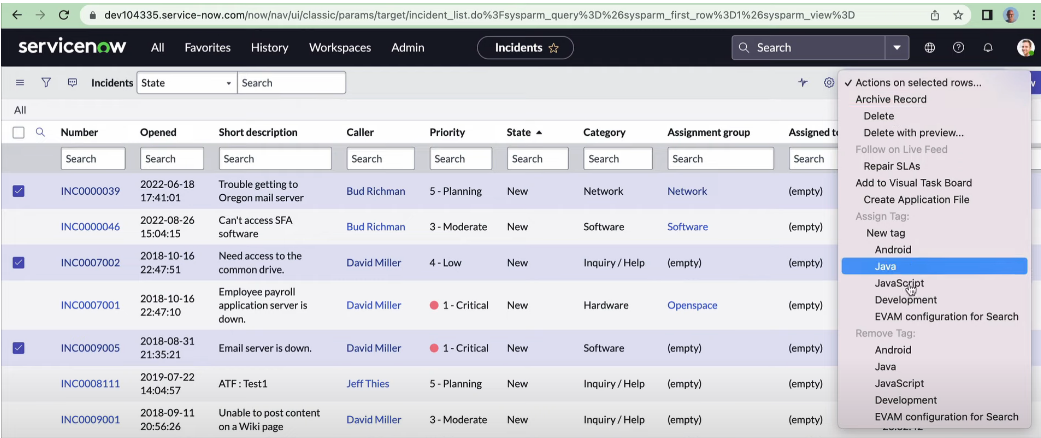 dev104335.service-now.com/now/nav/ui/classic/params/target/incident_list.do%3Fsysparm_query%3D%26sysparm_first_row%3D1%26sysparm_view%3D
servicenow All Favorites History Workspaces Admin Incidents Search
Incidents State Search
All
Number Opened Short description Caller Priority State Category Assignment group Assigned to
Search Search Search Search Search Search Search Search Search
INC0000039 2022-06-18 17:41:01 Trouble getting to Oregon mail server Bud Richman 5 - Planning New Network Network (empty)
INC0000046 2022-08-26 15:04:15 Can't access SFA software Bud Richman 3 - Moderate New Software Software (empty)
INC0007002 2018-10-16 22:47:51 Need access to the common drive. David Miller 4 - Low New Inquiry / Help (empty) (empty)
INC0007001 2018-10-16 22:47:10 Employee payroll application server is down. David Miller 1 - Critical New Hardware Openspace (empty)
INC0009005 2018-08-31 21:35:21 Email server is down. David Miller 1 - Critical New Software (empty) (empty)
INC0008111 2019-07-22 14:04:57 ATF : Test1 Jeff Thies 5 - Planning New Inquiry / Help (empty) (empty)
INC0009001 2018-09-11 20:56:26 Unable to post content on a Wiki page David Miller 3 - Moderate New Inquiry / Help (empty) (empty)
Actions on selected rows...
Archive Record
Delete
Delete with preview...
Follow on Live Feed
Repair SLAs
Add to Visual Task Board
Create Application File
Assign Tag:
New tag
Android
Java
JavaScript
Development
EVAM configuration for Search
Remove Tag:
Android
Java
JavaScript
Development
EVAM configuration for Search